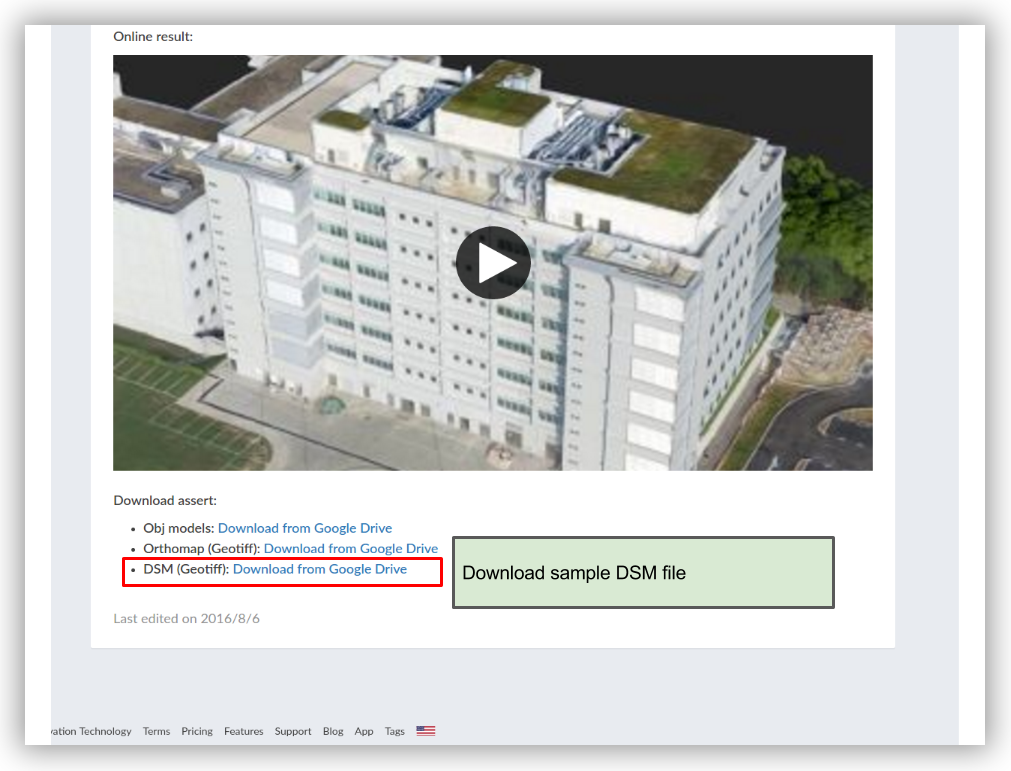 Online result:
Download assert:
• Obj models: Download from Google Drive
• Orthomap (Geotiff): Download from Google Drive
• DSM (Geotiff): Download from Google Drive
Download sample DSM file
Last edited on 2016/8/6
Technology Terms Pricing Features Support Blog App Tags